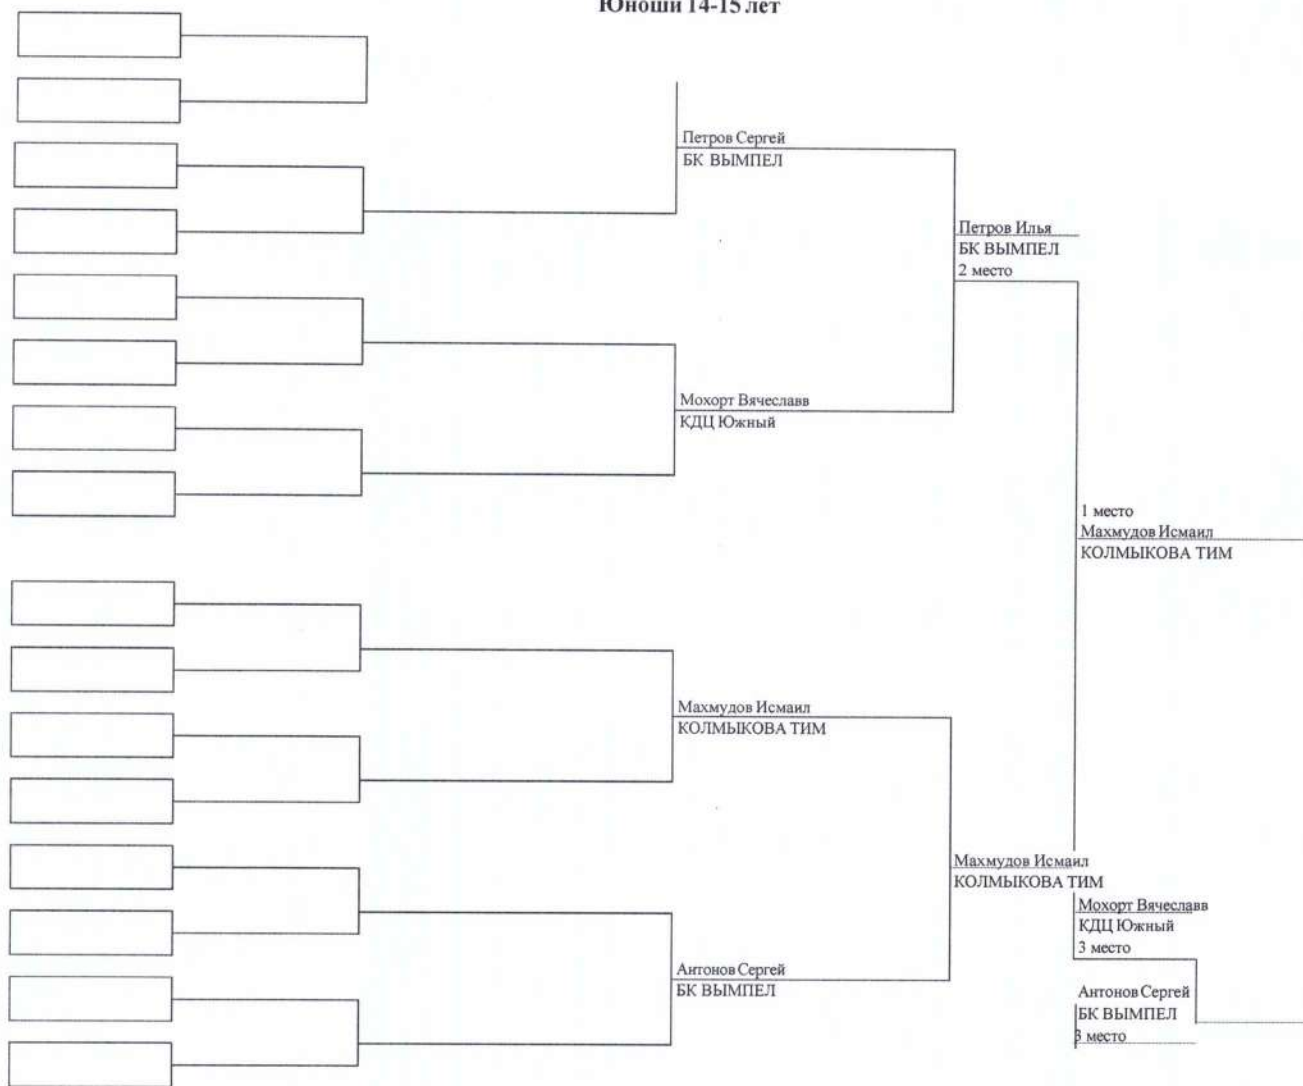 Юноши 14-15 лет
Петров Сергей
БК ВЫМПЕЛ
Петров Илья
БК ВЫМПЕЛ
2 место
Мохорт Вячеславв
КДЦ Южный
1 место
Махмудов Исмаил
КОЛМЫКОВА ТИМ
Махмудов Исмаил
КОЛМЫКОВА ТИМ
Махмудов Исмаил
КОЛМЫКОВА ТИМ
Мохорт Вячеславв
КДЦ Южный
3 место
Антонов Сергей
БК ВЫМПЕЛ
Антонов Сергей
БК ВЫМПЕЛ
3 место